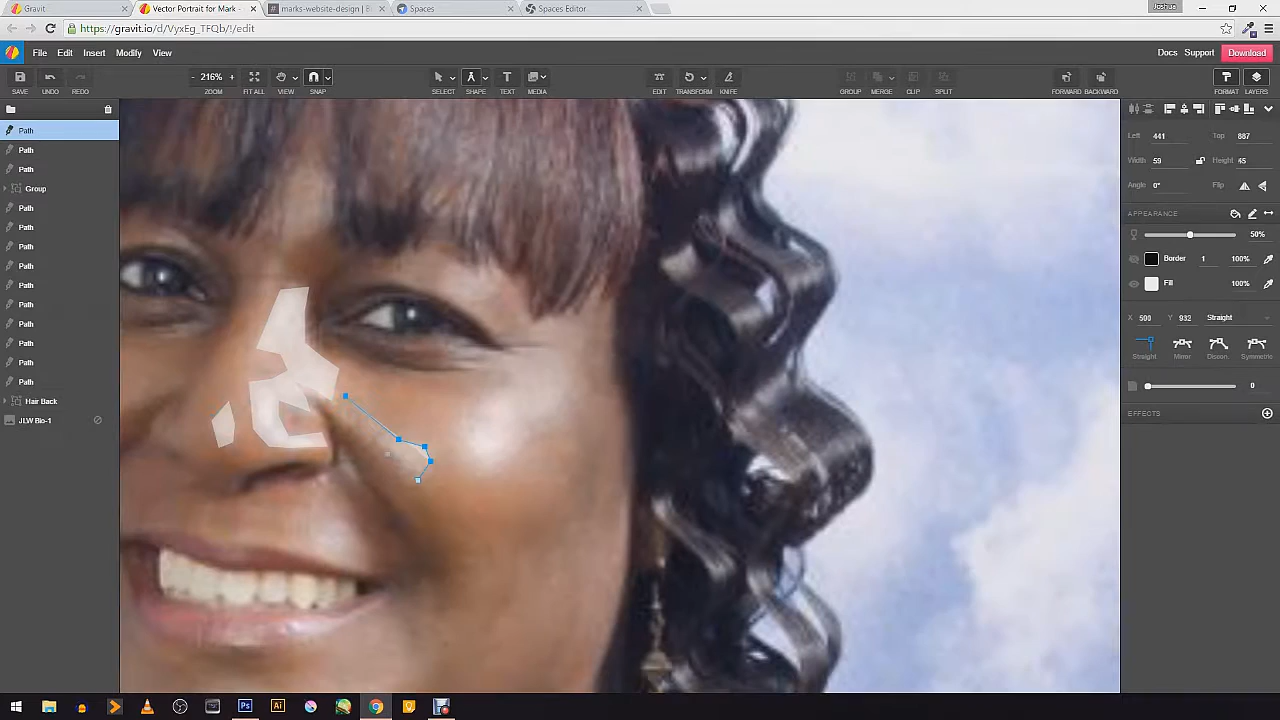 Gravit
Vector Portrait for Mark -
marks-website-design | B
Spaces
Spaces Editor
Joshua
https://gravit.io/d/VyxEg_TFQb/!/edit
File Edit Insert Modify View
Docs Support Download
- 216% +
SAVE UNDO REDO ZOOM FIT ALL VIEW SNAP SELECT SHAPE TEXT MEDIA EDIT TRANSFORM KNIFE GROUP MERGE CLIP SPLIT FORWARD BACKWARD FORMAT LAYERS
Path
Path
Path
Group
Path
Path
Path
Path
Path
Path
Path
Path
Path
Path
Hair Back
JLW Bio-1
Left 441 Top 887
Width 59 Height 45
Angle 0° Flip
APPEARANCE
50%
Border 1 100%
Fill 100%
X 500 Y 932 Straight
Straight Mirror Discon. Symmetric
0
EFFECTS
Ps
Ai